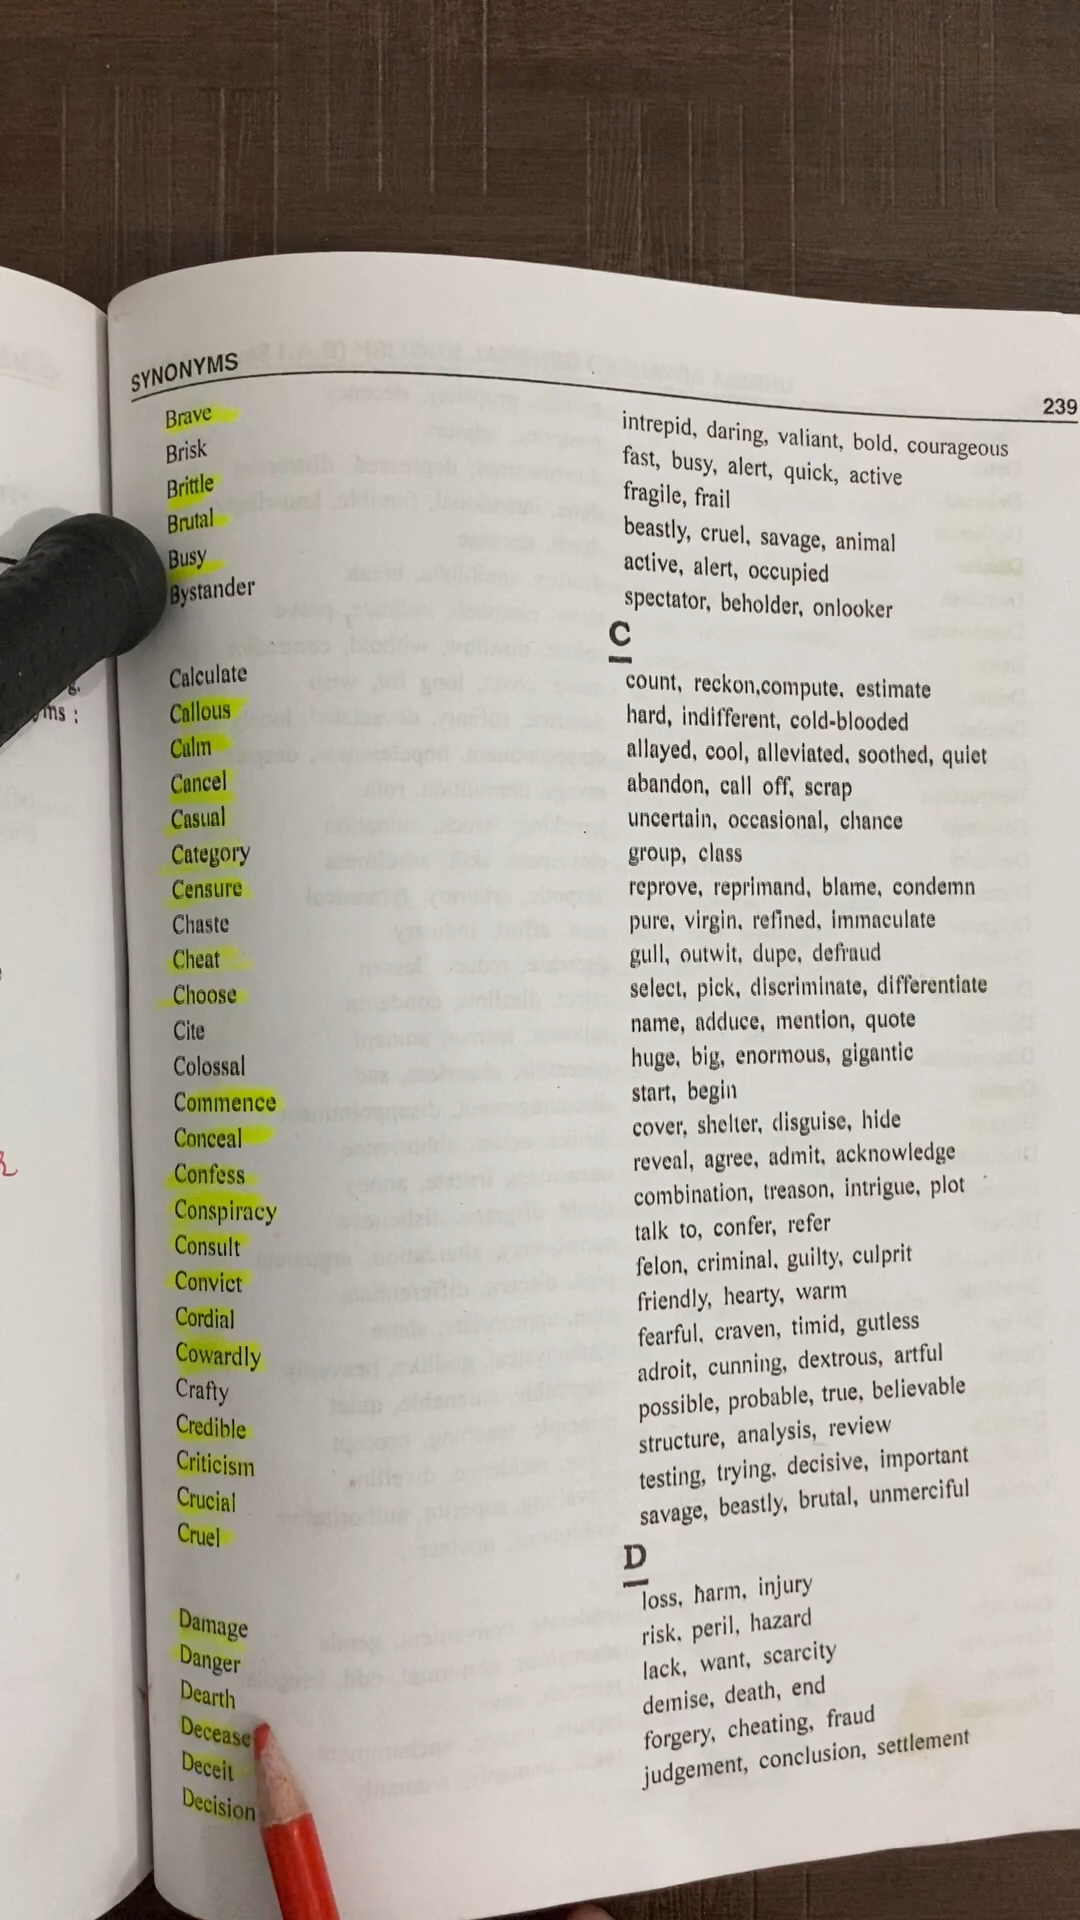 SYNONYMS 239
Brave intrepid, daring, valiant, bold, courageous
Brisk fast, busy, alert, quick, active
Brittle fragile, frail
Brutal beastly, cruel, savage, animal
Busy active, alert, occupied
Bystander spectator, beholder, onlooker
C
Calculate count, reckon,compute, estimate
Callous hard, indifferent, cold-blooded
Calm allayed, cool, alleviated, soothed, quiet
Cancel abandon, call off, scrap
Casual uncertain, occasional, chance
Category group, class
Censure reprove, reprimand, blame, condemn
Chaste pure, virgin, refined, immaculate
Cheat gull, outwit, dupe, defraud
Choose select, pick, discriminate, differentiate
Cite name, adduce, mention, quote
Colossal huge, big, enormous, gigantic
Commence start, begin
Conceal cover, shelter, disguise, hide
Confess reveal, agree, admit, acknowledge
Conspiracy combination, treason, intrigue, plot
Consult talk to, confer, refer
Convict felon, criminal, guilty, culprit
Cordial friendly, hearty, warm
Cowardly fearful, craven, timid, gutless
Crafty adroit, cunning, dextrous, artful
Credible possible, probable, true, believable
Criticism structure, analysis, review
Crucial testing, trying, decisive, important
Cruel savage, beastly, brutal, unmerciful
D
Damage loss, harm, injury
Danger risk, peril, hazard
Dearth lack, want, scarcity
Decease demise, death, end
Deceit forgery, cheating, fraud
Decision judgement, conclusion, settlement